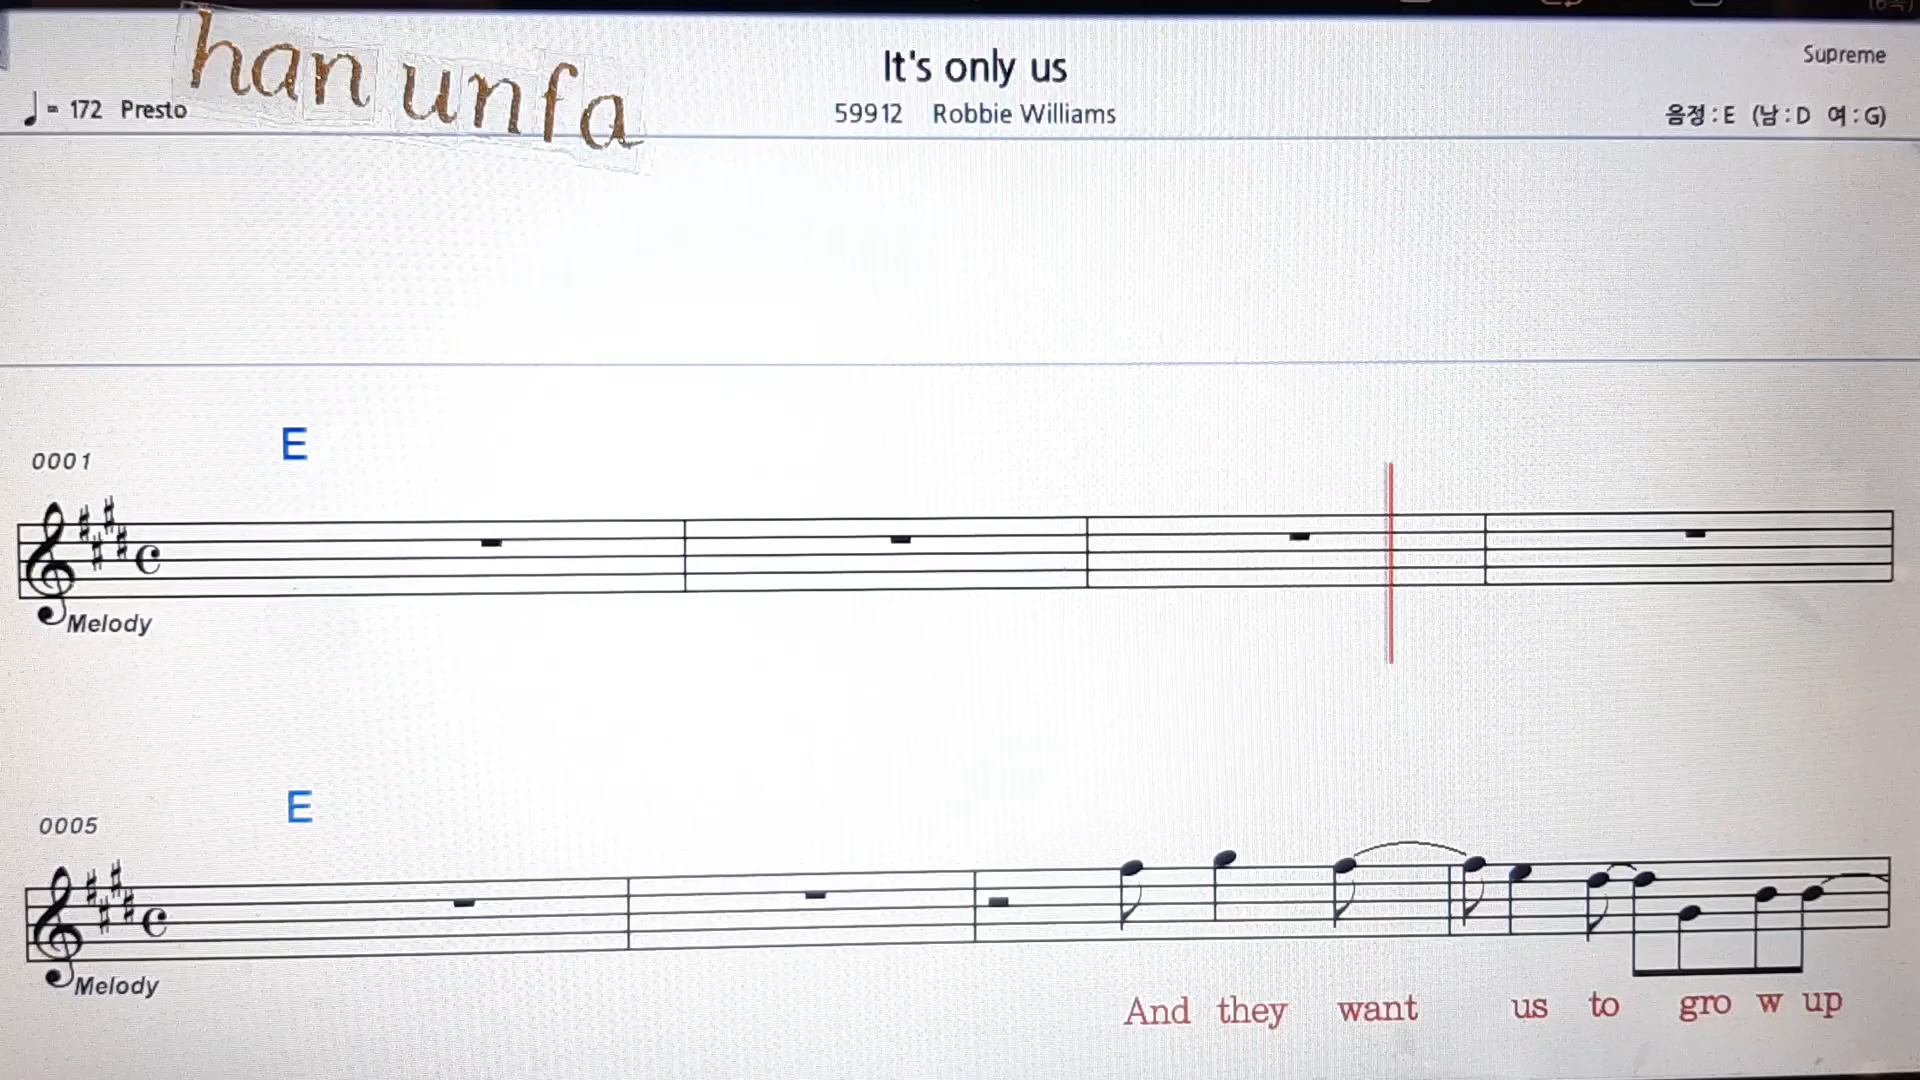 han unfa
It's only us
Supreme
♩= 172 Presto
59912 Robbie Williams
음정 : E (남 : D 여 : G)
E
0001
Melody
E
0005
Melody
And they want us to gro w up